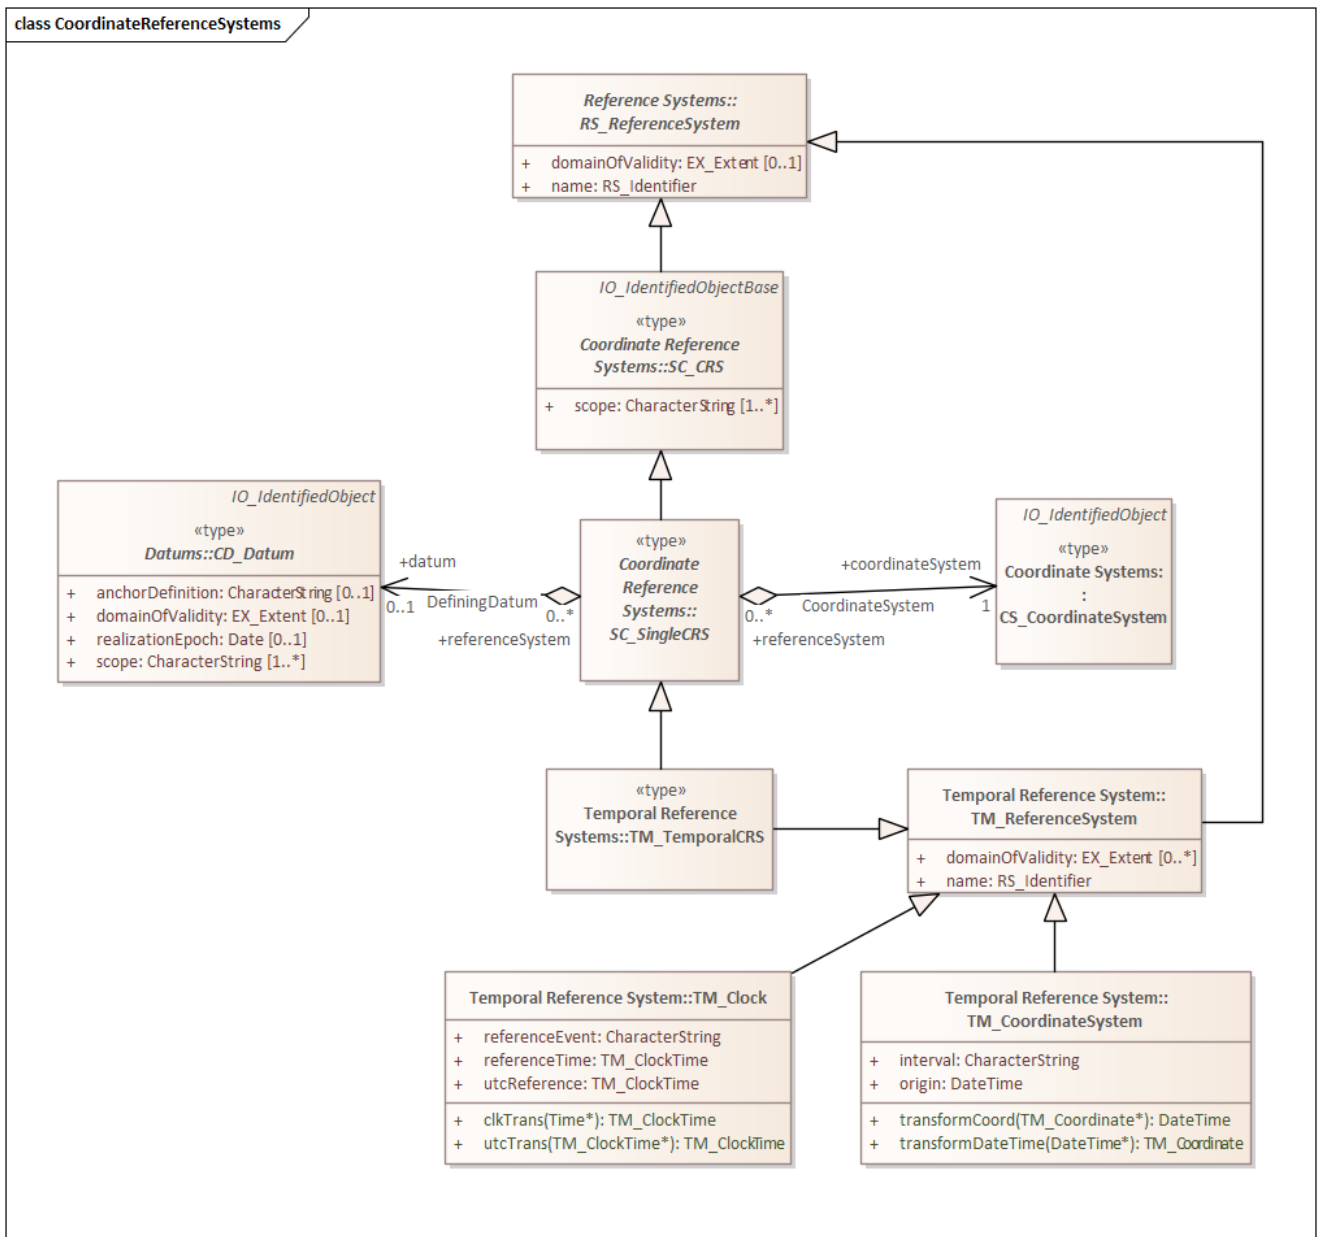 class CoordinateReferenceSystems
Reference Systems::
RS_ReferenceSystem
+ domainOfValidity: EX_Extent [0..1]
+ name: RS_Identifier
IO_IdentifiedObjectBase
«type»
Coordinate Reference
Systems::SC_CRS
+ scope: CharacterString [1..*]
IO_IdentifiedObject
«type»
Datums::CD_Datum
+ anchorDefinition: CharacterString [0..1]
+ domainOfValidity: EX_Extent [0..1]
+ realizationEpoch: Date [0..1]
+ scope: CharacterString [1..*]
+datum
0..1
DefiningDatum
0..*
+referenceSystem
«type»
Coordinate
Reference
Systems::
SC_SingleCRS
+coordinateSystem
0..*
CoordinateSystem
1
+referenceSystem
IO_IdentifiedObject
«type»
Coordinate Systems:
:
CS_CoordinateSystem
«type»
Temporal Reference
Systems::TM_TemporalCRS
Temporal Reference System::
TM_ReferenceSystem
+ domainOfValidity: EX_Extent [0..*]
+ name: RS_Identifier
Temporal Reference System::TM_Clock
+ referenceEvent: CharacterString
+ referenceTime: TM_ClockTime
+ utcReference: TM_ClockTime
+ clkTrans(Time*): TM_ClockTime
+ utcTrans(TM_ClockTime*): TM_ClockTime
Temporal Reference System::
TM_CoordinateSystem
+ interval: CharacterString
+ origin: DateTime
+ transformCoord(TM_Coordinate*): DateTime
+ transformDateTime(DateTime*): TM_Coordinate